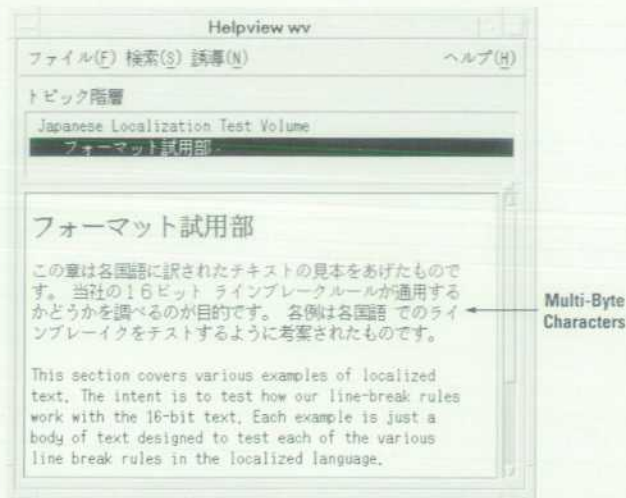 Helpview wv
ファイル(F) 検索(S) 誘導(N) ヘルプ(H)
トピック階層
Japanese Localization Test Volume
フォーマット試用部
フォーマット試用部
この章は各国語に訳されたテキストの見本をあげたもので
す。 当社の16ビット ラインブレークルールが通用する
かどうかを調べるのが目的です。 各例は各国語 でのライ
ンブレーイクをテストするように考案されたものです。
Multi-Byte
Characters
This section covers various examples of localized
text. The intent is to test how our line-break rules
work with the 16-bit text. Each example is just a
body of text designed to test each of the various
line break rules in the localized language.